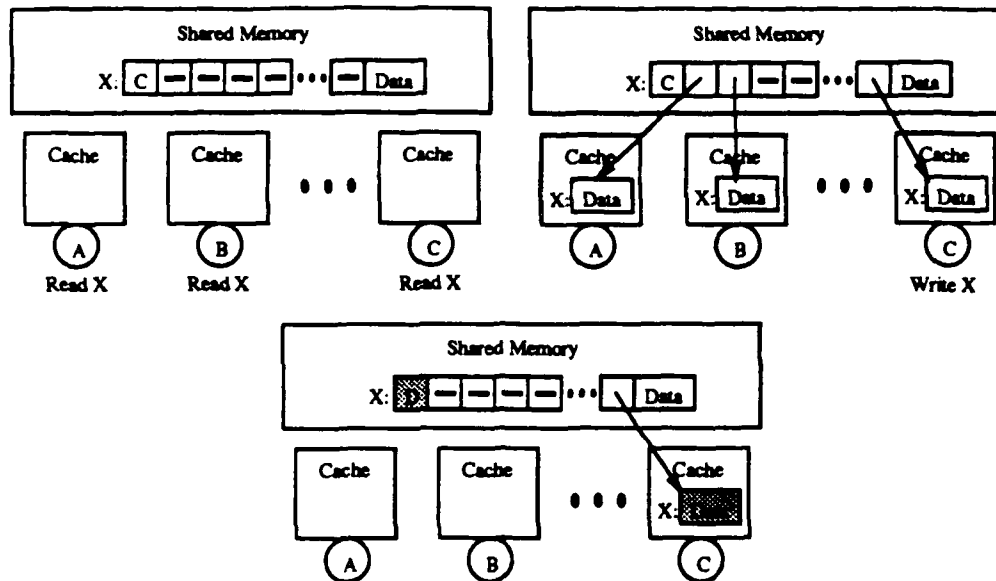 Shared Memory
X: C Data
Cache Cache Cache
A B C
Read X Read X Read X
Shared Memory
X: C Data
Cache Cache Cache
X: Data X: Data X: Data
A B C
Write X
Shared Memory
X: D Data
Cache Cache Cache
X: Data
A B C